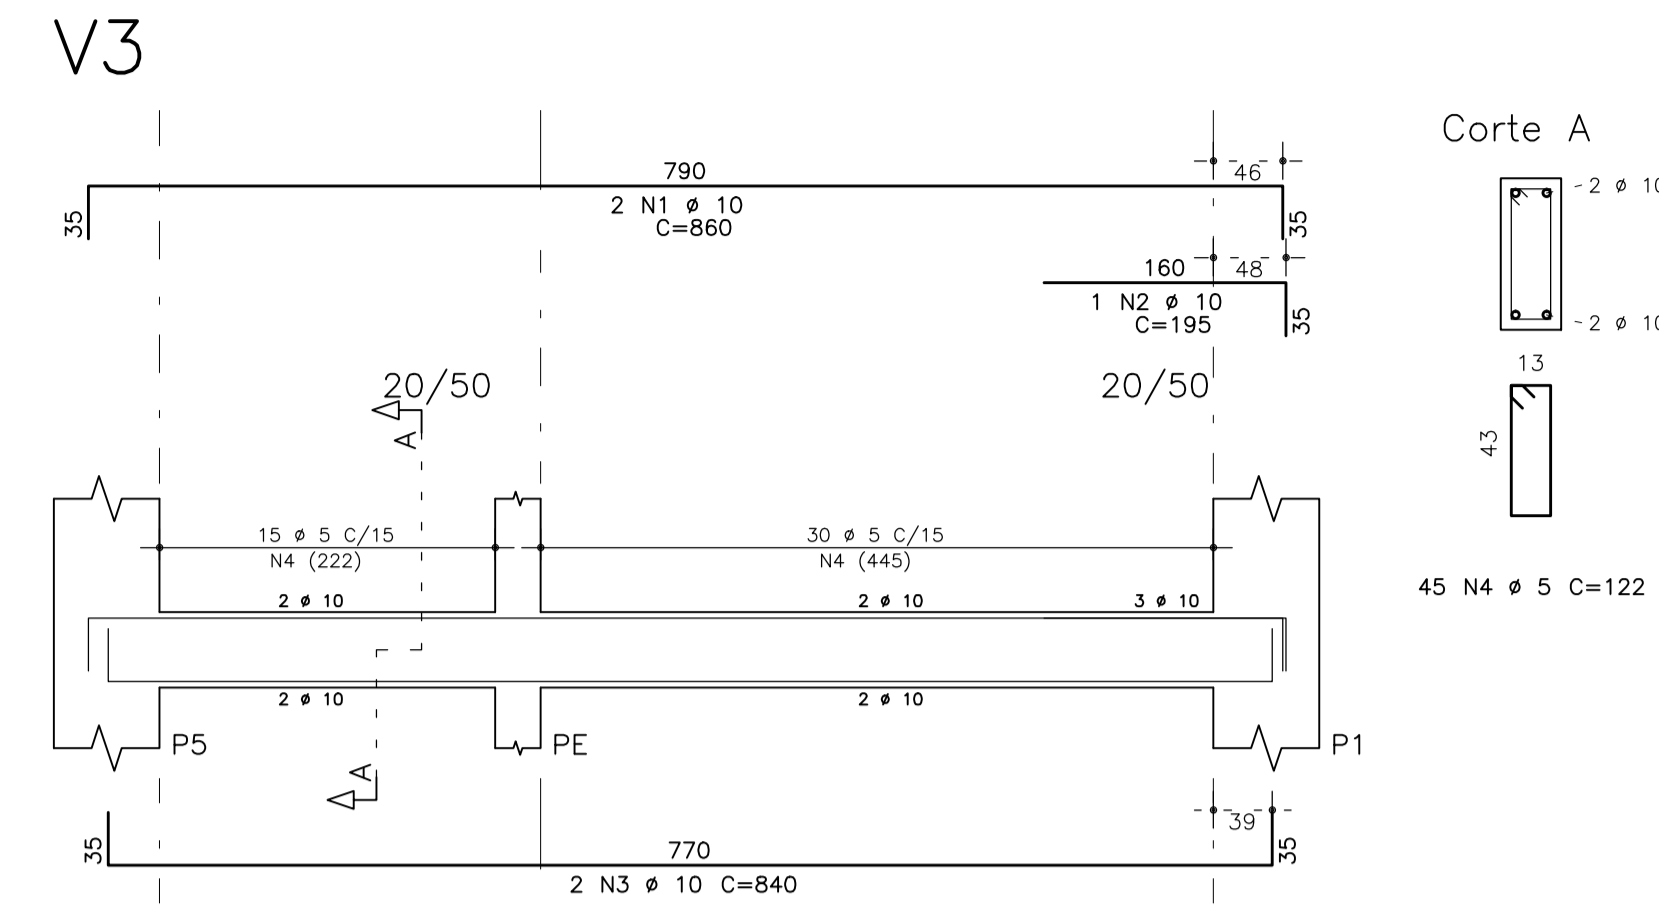 V3
Corte A
790
46
35
2 N1 ø 10
C=860
35
-2 ø 10
160
48
1 N2 ø 10
C=195
35
-2 ø 10
13
20/50
20/50
A
43
15 ø 5 C/15
N4 (222)
30 ø 5 C/15
N4 (445)
45 N4 ø 5 C=122
2 ø 10
2 ø 10
3 ø 10
2 ø 10
2 ø 10
P5
PE
P1
A
39
35
770
35
2 N3 ø 10 C=840